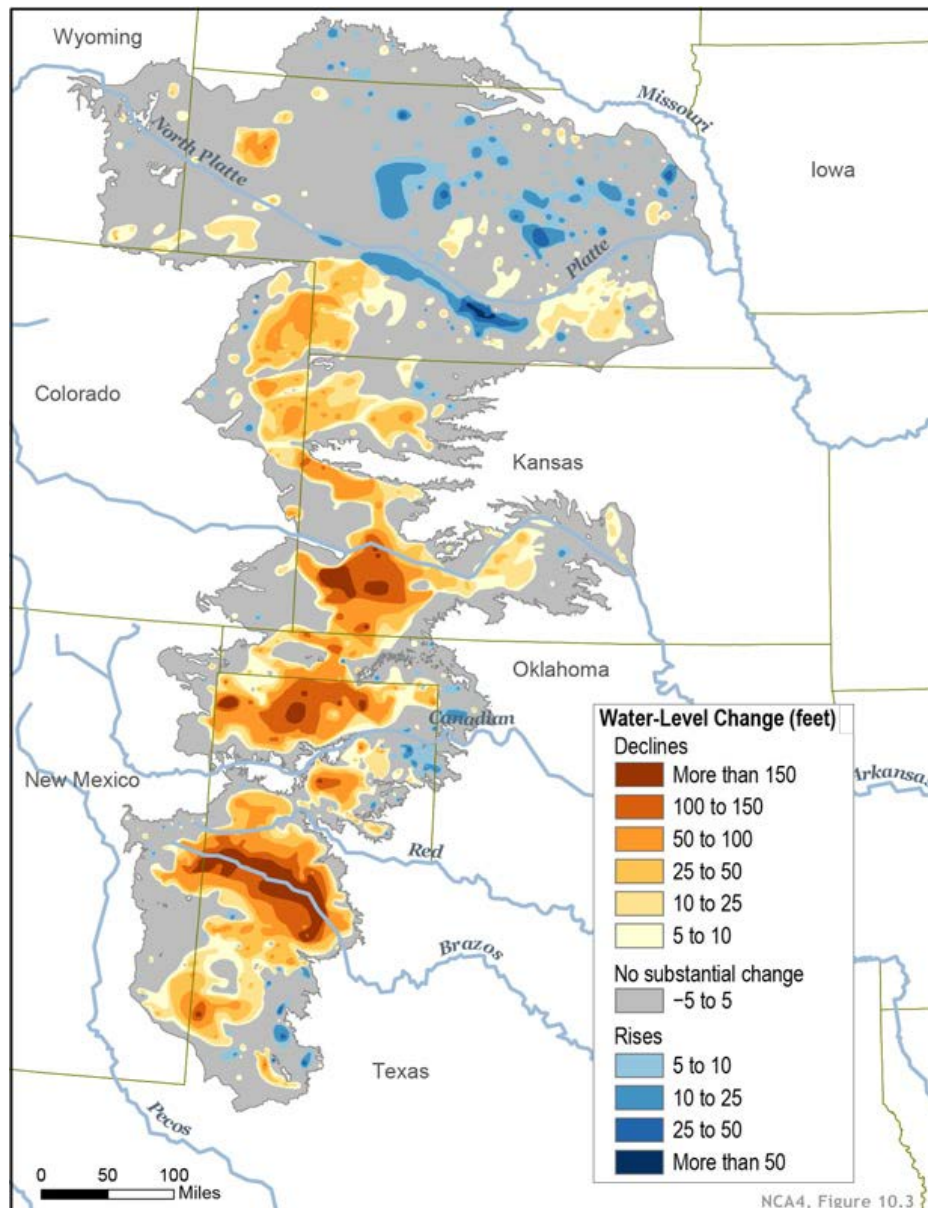 Wyoming
Missouri
North Platte
Iowa
Platte
Colorado
Kansas
Oklahoma
Canadian
New Mexico
Arkansas
Red
Brazos
Texas
Pecos
Water-Level Change (feet)
Declines
More than 150
100 to 150
50 to 100
25 to 50
10 to 25
5 to 10
No substantial change
−5 to 5
Rises
5 to 10
10 to 25
25 to 50
More than 50
0 50 100
Miles
NCA4, Figure 10.3